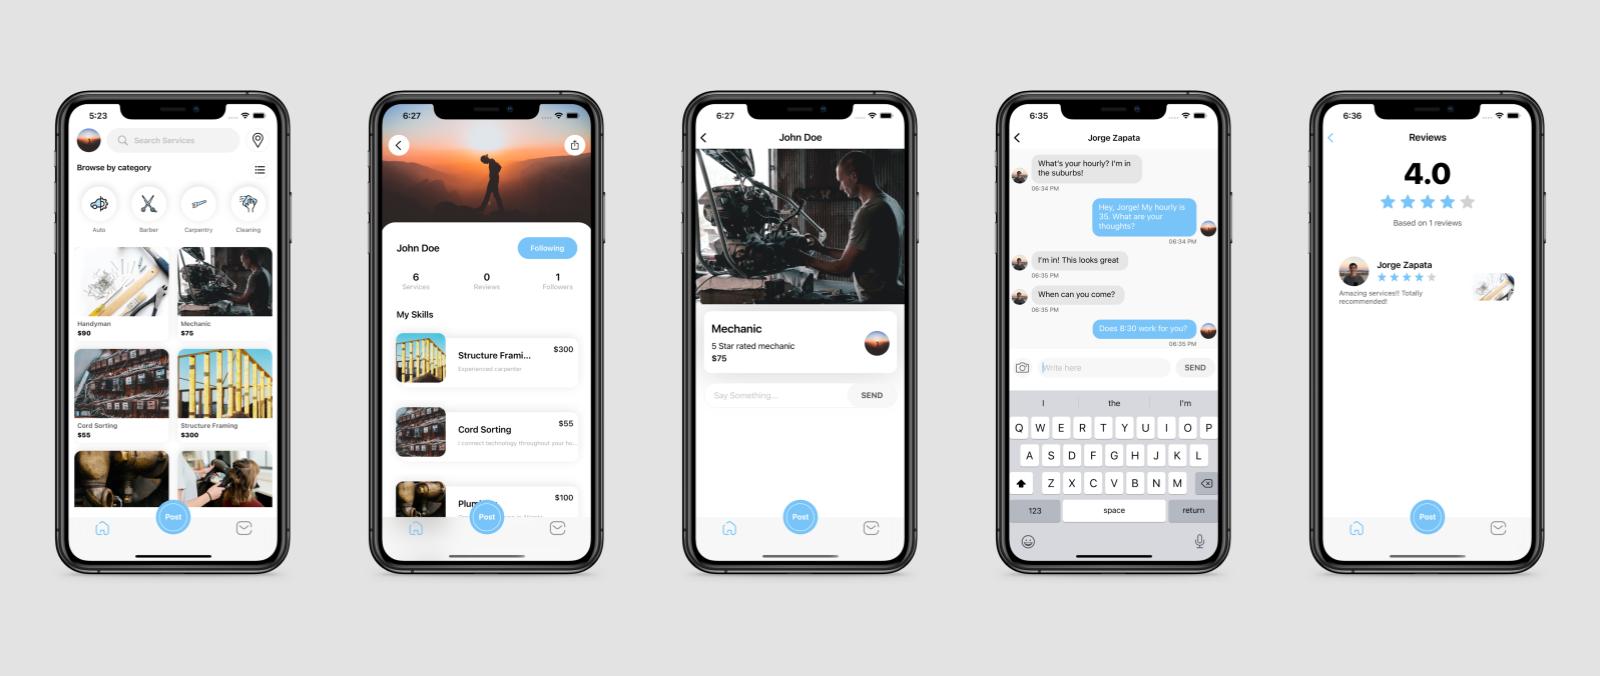 5:23
Search Services
Browse by category
Auto
Barber
Carpentry
Cleaning
Handyman
$90
Mechanic
$75
Cord Sorting
$55
Structure Framing
$300
Post
6:27
John Doe
Following
6
Services
0
Reviews
1
Followers
My Skills
Structure Frami...
$300
Experienced carpenter
Cord Sorting
$55
I connect technology throughout your ho...
$100
Post
6:27
John Doe
Mechanic
5 Star rated mechanic
$75
Say Something...
SEND
Post
6:35
Jorge Zapata
What's your hourly? I'm in
the suburbs!
06:34 PM
Hey, Jorge! My hourly is
35. What are your
thoughts?
06:34 PM
I'm in! This looks great
06:35 PM
When can you come?
06:35 PM
Does 8:30 work for you?
06:35 PM
Write here
SEND
I
the
I'm
Q W E R T Y U I O P
A S D F G H J K L
Z X C V B N M
123
space
return
6:36
Reviews
4.0
Based on 1 reviews
Jorge Zapata
Amazing services!! Totally
recommended!
Post